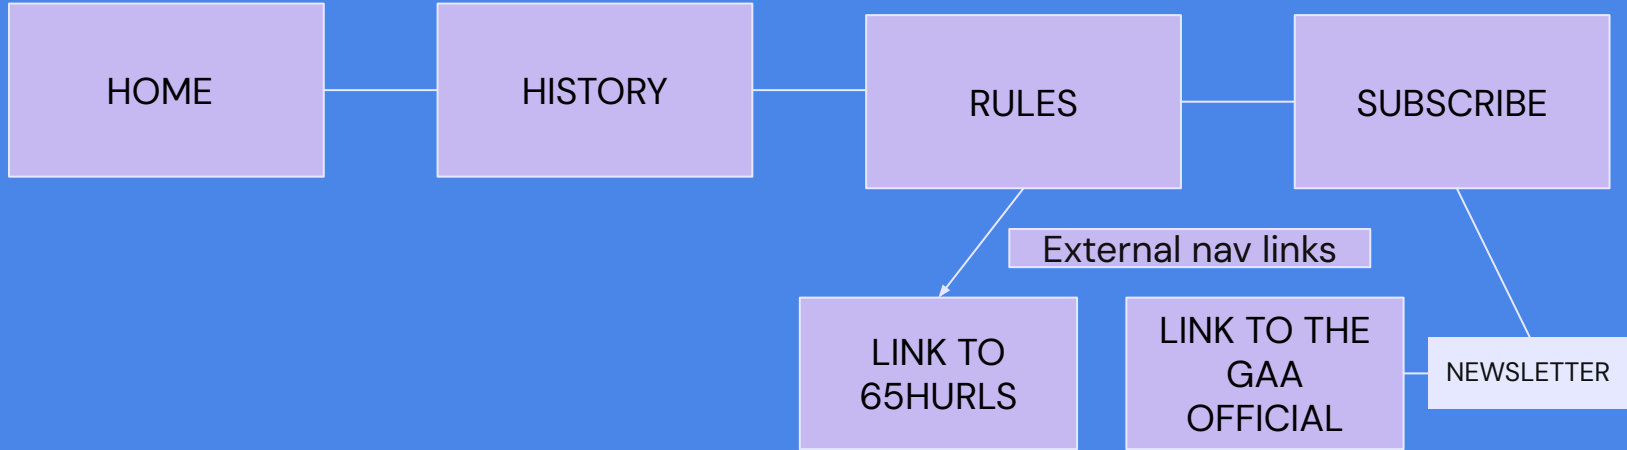 HOME
HISTORY
RULES
SUBSCRIBE
External nav links
LINK TO
65HURLS
LINK TO THE
GAA
OFFICIAL
NEWSLETTER